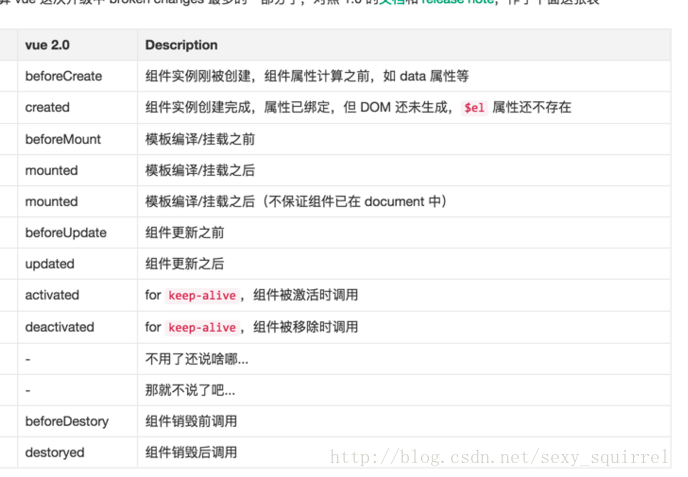 算 vue 这次升级中 broken changes 最多的一部分了，对照 1.0 的文档和 release note，作了下面这张表
vue 2.0 Description
beforeCreate 组件实例刚被创建，组件属性计算之前，如 data 属性等
created 组件实例创建完成，属性已绑定，但 DOM 还未生成，$el 属性还不存在
beforeMount 模板编译/挂载之前
mounted 模板编译/挂载之后
mounted 模板编译/挂载之后（不保证组件已在 document 中）
beforeUpdate 组件更新之前
updated 组件更新之后
activated for keep-alive，组件被激活时调用
deactivated for keep-alive，组件被移除时调用
- 不用了还说啥哪...
- 那就不说了吧...
beforeDestory 组件销毁前调用
destoryed 组件销毁后调用
http://blog.csdn.net/sexy_squirrel